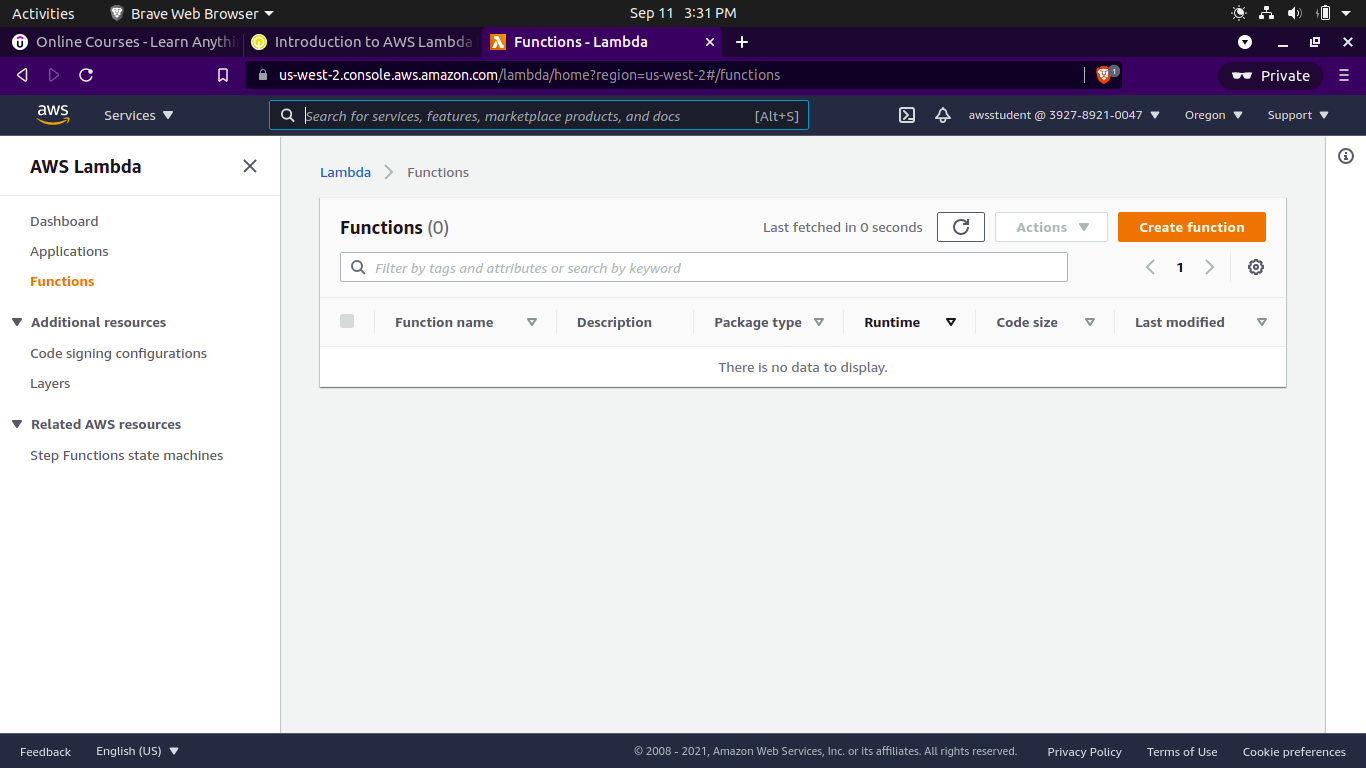 Activities Brave Web Browser Sep 11 3:31 PM
Online Courses - Learn Anythi Introduction to AWS Lambda Functions - Lambda
us-west-2.console.aws.amazon.com/lambda/home?region=us-west-2#/functions 1 Private
aws Services Search for services, features, marketplace products, and docs [Alt+S] awsstudent @ 3927-8921-0047 Oregon Support
AWS Lambda
Dashboard
Applications
Functions
Additional resources
Code signing configurations
Layers
Related AWS resources
Step Functions state machines
Lambda Functions
Functions (0) Last fetched in 0 seconds Actions Create function
Filter by tags and attributes or search by keyword 1
Function name Description Package type Runtime Code size Last modified
There is no data to display.
Feedback English (US) © 2008 - 2021, Amazon Web Services, Inc. or its affiliates. All rights reserved. Privacy Policy Terms of Use Cookie preferences